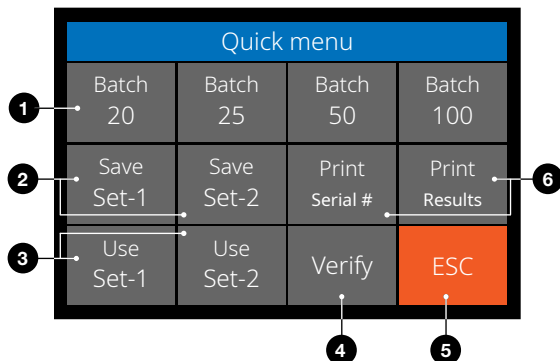 Quick menu
Batch
20
Batch
25
Batch
50
Batch
100
1
Save
Set-1
Save
Set-2
Print
Serial #
Print
Results
2
6
Use
Set-1
Use
Set-2
Verify
ESC
3
4
5